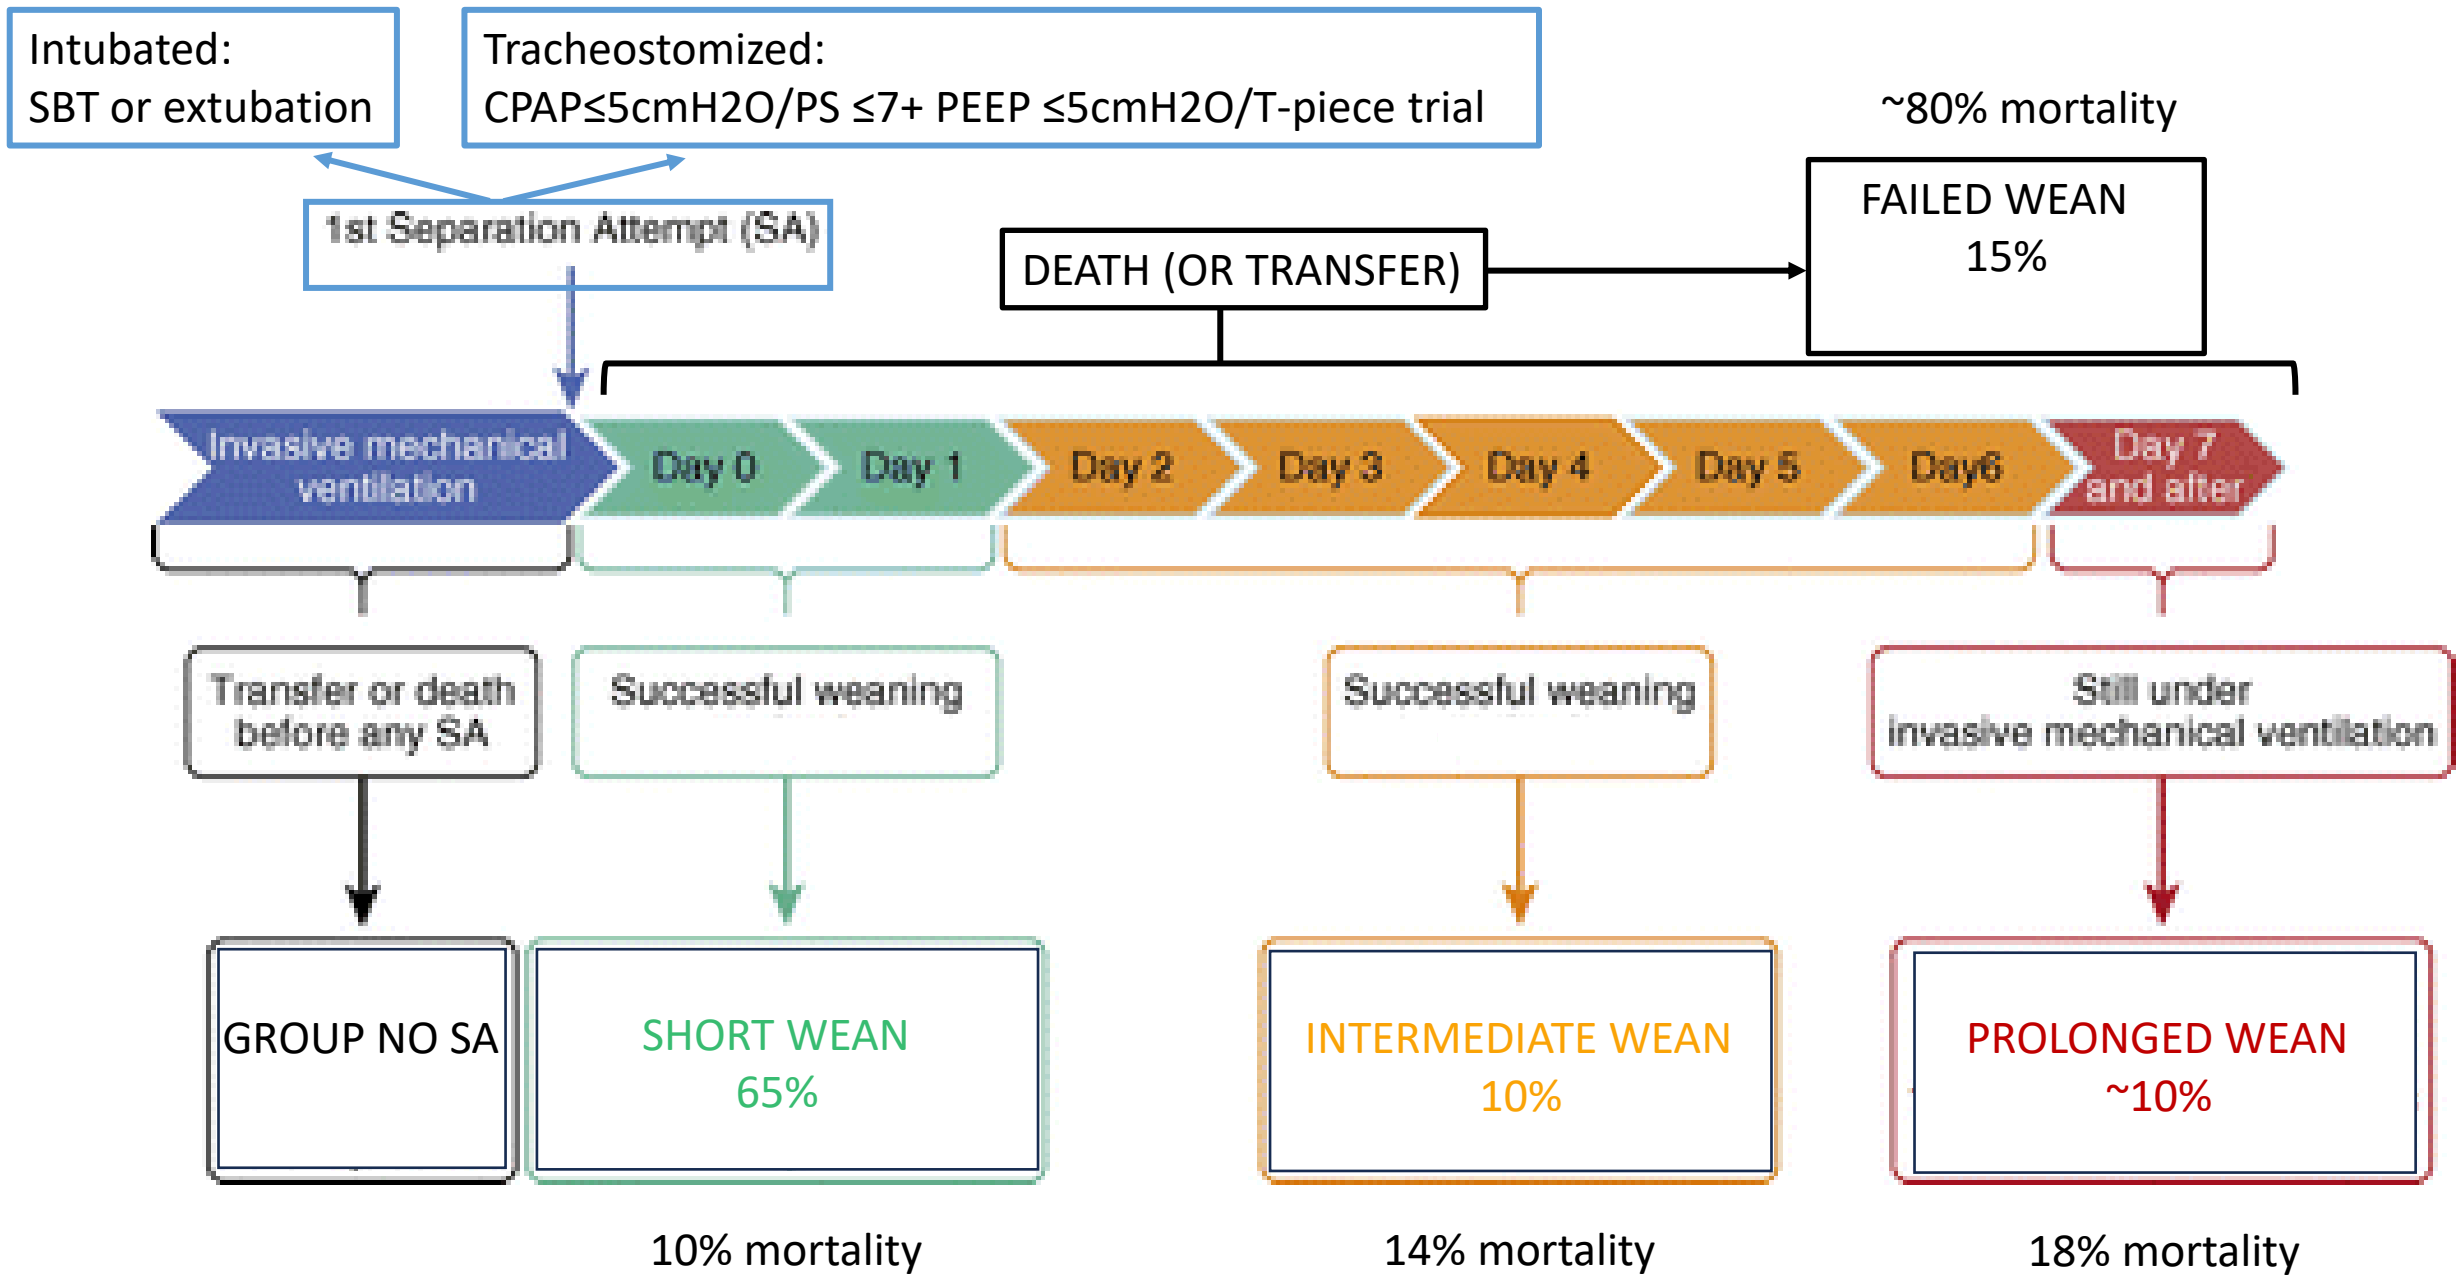 Intubated:
SBT or extubation
Tracheostomized:
CPAP≤5cmH2O/PS ≤7+ PEEP ≤5cmH2O/T-piece trial
~80% mortality
1st Separation Attempt (SA)
DEATH (OR TRANSFER)
FAILED WEAN
15%
Invasive mechanical
ventilation
Day 0
Day 1
Day 2
Day 3
Day 4
Day 5
Day6
Day 7
and after
Transfer or death
before any SA
Successful weaning
Successful weaning
Still under
invasive mechanical ventilation
GROUP NO SA
SHORT WEAN
65%
INTERMEDIATE WEAN
10%
PROLONGED WEAN
~10%
10% mortality
14% mortality
18% mortality